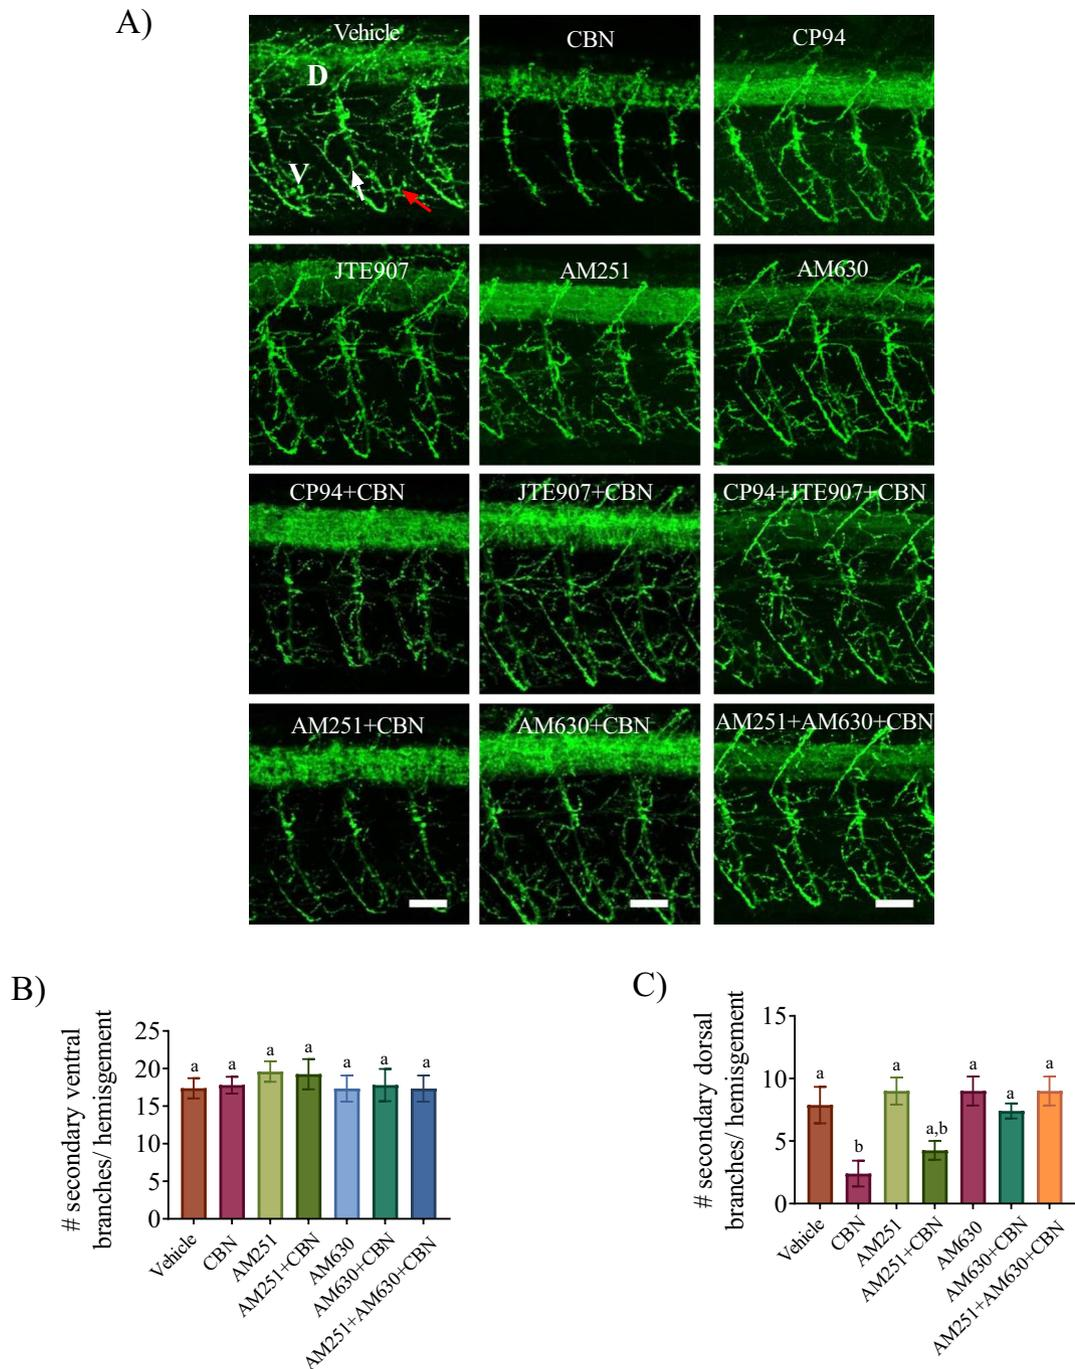 A)
Vehicle
CBN
CP94
D
V
JTE907
AM251
AM630
CP94+CBN
JTE907+CBN
CP94+JTE907+CBN
AM251+CBN
AM630+CBN
AM251+AM630+CBN
B)
# secondary ventral
branches/ hemisgement
25
20
15
10
5
0
a
a
a
a
a
a
a
Vehicle
CBN
AM251
AM251+CBN
AM630
AM630+CBN
AM251+AM630+CBN
C)
# secondary dorsal
branches/ hemisgement
15
10
5
0
a
b
a
a,b
a
a
a
Vehicle
CBN
AM251
AM251+CBN
AM630
AM630+CBN
AM251+AM630+CBN